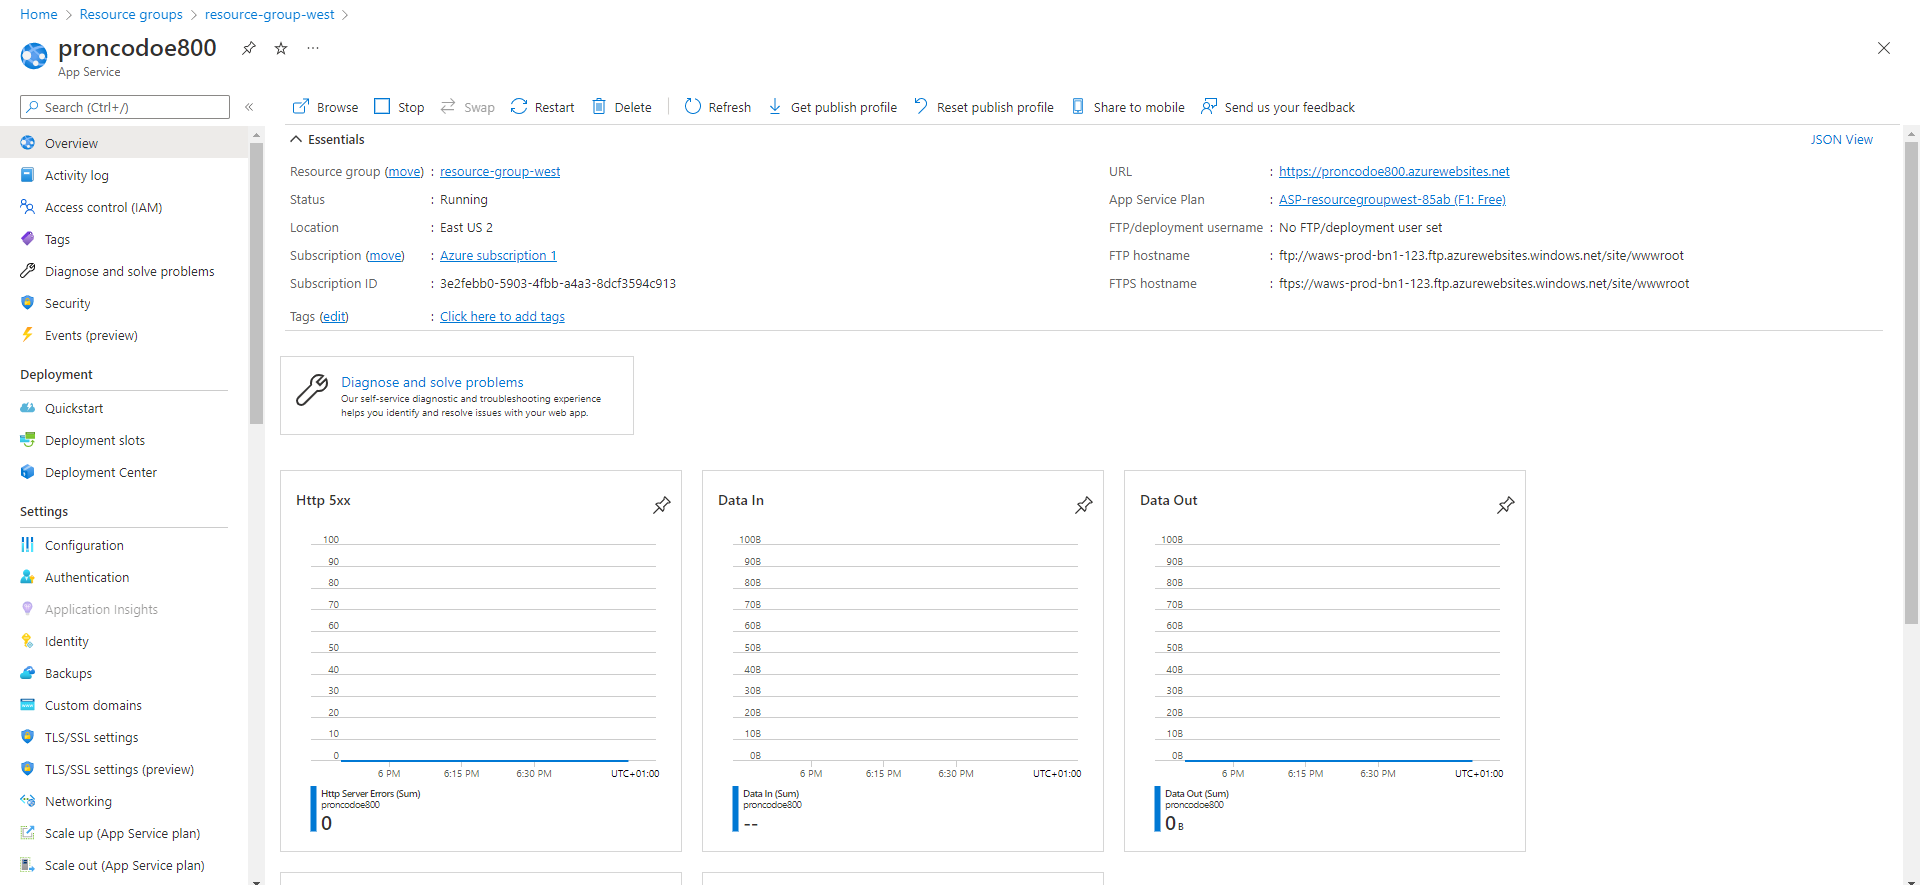 Home > Resource groups > resource-group-west >
proncodoe800
App Service
Search (Ctrl+/)
«
Browse Stop Swap Restart Delete Refresh Get publish profile Reset publish profile Share to mobile Send us your feedback
Overview
Activity log
Access control (IAM)
Tags
Diagnose and solve problems
Security
Events (preview)
Deployment
Quickstart
Deployment slots
Deployment Center
Settings
Configuration
Authentication
Application Insights
Identity
Backups
Custom domains
TLS/SSL settings
TLS/SSL settings (preview)
Networking
Scale up (App Service plan)
Scale out (App Service plan)
Essentials
JSON View
Resource group (move) : resource-group-west
Status : Running
Location : East US 2
Subscription (move) : Azure subscription 1
Subscription ID : 3e2febb0-5903-4fbb-a4a3-8dcf3594c913
Tags (edit) : Click here to add tags
URL : https://proncodoe800.azurewebsites.net
App Service Plan : ASP-resourcegroupwest-85ab (F1: Free)
FTP/deployment username : No FTP/deployment user set
FTP hostname : ftp://waws-prod-bn1-123.ftp.azurewebsites.windows.net/site/wwwroot
FTPS hostname : ftps://waws-prod-bn1-123.ftp.azurewebsites.windows.net/site/wwwroot
Diagnose and solve problems
Our self-service diagnostic and troubleshooting experience
helps you identify and resolve issues with your web app.
Http 5xx
100
90
80
70
60
50
40
30
20
10
0
6 PM 6:15 PM 6:30 PM UTC+01:00
Http Server Errors (Sum)
proncodoe800
0
Data In
100B
90B
80B
70B
60B
50B
40B
30B
20B
10B
0B
6 PM 6:15 PM 6:30 PM UTC+01:00
Data In (Sum)
proncodoe800
--
Data Out
100B
90B
80B
70B
60B
50B
40B
30B
20B
10B
0B
6 PM 6:15 PM 6:30 PM UTC+01:00
Data Out (Sum)
proncodoe800
0 B